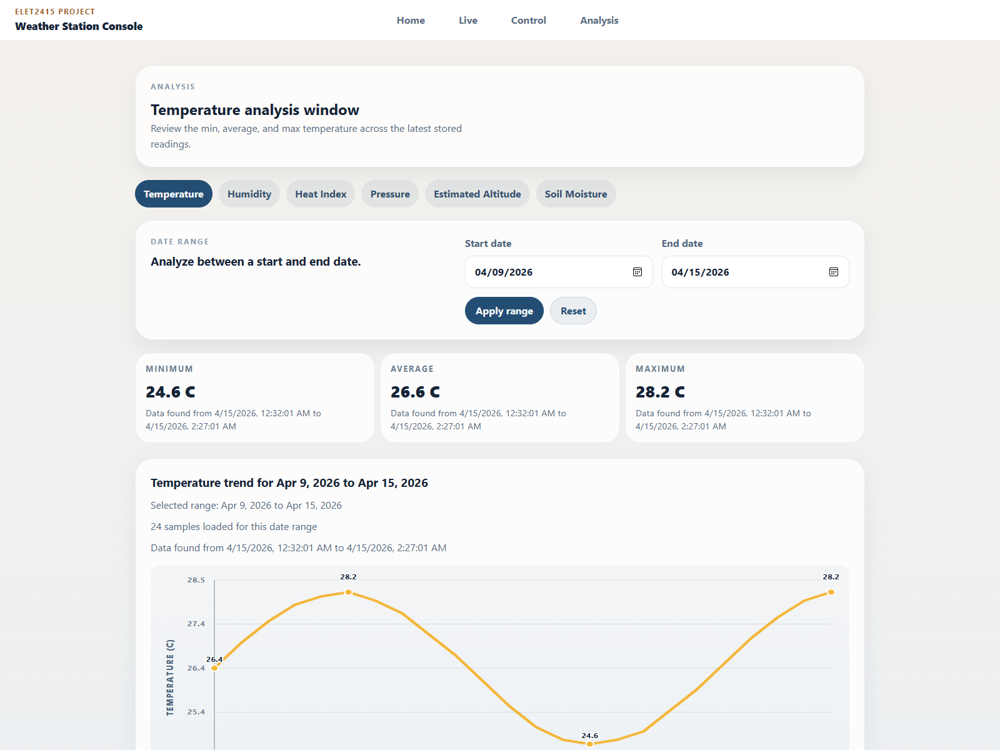 ELET2415 PROJECT
Weather Station Console
Home
Live
Control
Analysis
ANALYSIS
Temperature analysis window
Review the min, average, and max temperature across the latest stored
readings.
Temperature
Humidity
Heat Index
Pressure
Estimated Altitude
Soil Moisture
DATE RANGE
Analyze between a start and end date.
Start date
04/09/2026
End date
04/15/2026
Apply range
Reset
MINIMUM
24.6 C
Data found from 4/15/2026, 12:32:01 AM to
4/15/2026, 2:27:01 AM
AVERAGE
26.6 C
Data found from 4/15/2026, 12:32:01 AM to
4/15/2026, 2:27:01 AM
MAXIMUM
28.2 C
Data found from 4/15/2026, 12:32:01 AM to
4/15/2026, 2:27:01 AM
Temperature trend for Apr 9, 2026 to Apr 15, 2026
Selected range: Apr 9, 2026 to Apr 15, 2026
24 samples loaded for this date range
Data found from 4/15/2026, 12:32:01 AM to 4/15/2026, 2:27:01 AM
28.5
27.4
26.4
25.4
TEMPERATURE (C)
26.4
28.2
24.6
28.2